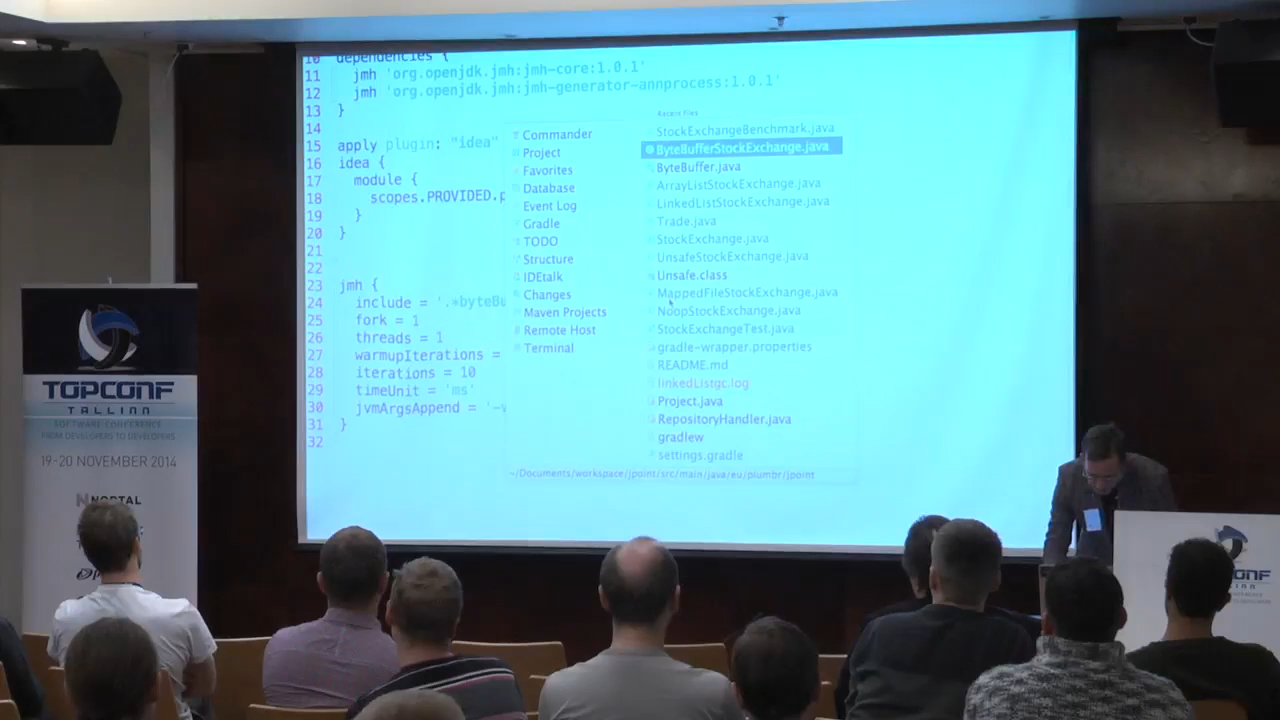 10 dependencies {
11 jmh 'org.openjdk.jmh:jmh-core:1.0.1'
12 jmh 'org.openjdk.jmh:jmh-generator-annprocess:1.0.1'
13 }
14
15 apply plugin: "idea"
16 idea {
17 module {
18 scopes.PROVIDED.p
19 }
20 }
21
22
23 jmh {
24 include = '.*byteBu
25 fork = 1
26 threads = 1
27 warmupIterations =
28 iterations = 10
29 timeUnit = 'ms'
30 jvmArgsAppend = '-v
31 }
32
Recent Files
Commander
Project
Favorites
Database
Event Log
Gradle
TODO
Structure
IDEtalk
Changes
Maven Projects
Remote Host
Terminal
StockExchangeBenchmark.java
ByteBufferStockExchange.java
ByteBuffer.java
ArrayListStockExchange.java
LinkedListStockExchange.java
Trade.java
StockExchange.java
UnsafeStockExchange.java
Unsafe.class
MappedFileStockExchange.java
NoopStockExchange.java
StockExchangeTest.java
gradle-wrapper.properties
README.md
linkedListgc.log
Project.java
RepositoryHandler.java
gradlew
settings.gradle
~/Documents/workspace/jpoint/src/main/java/eu/plumbr/jpoint
TOPCONF
TALLINN
SOFTWARE CONFERENCE
FROM DEVELOPERS TO DEVELOPERS
19-20 NOVEMBER 2014
NORTAL
ONF
LINN